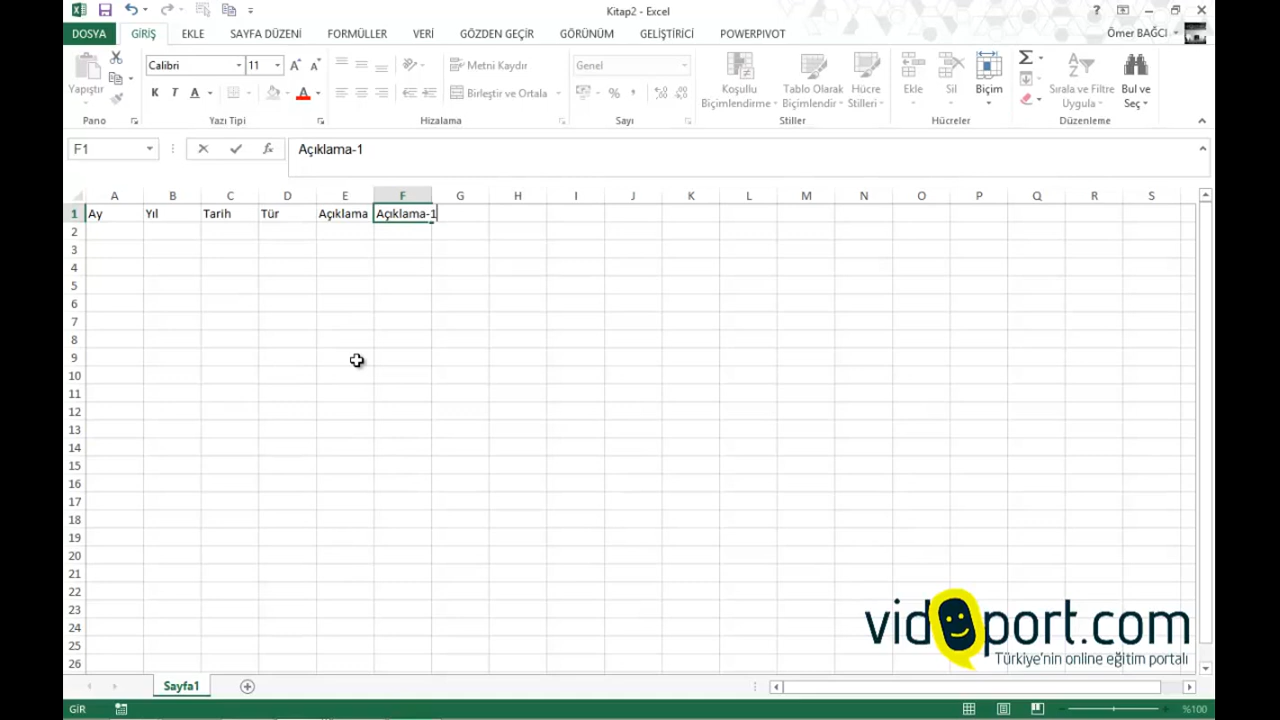 Kitap2 - Excel
DOSYA GİRİŞ EKLE SAYFA DÜZENİ FORMÜLLER VERİ GÖZDEN GEÇİR GÖRÜNÜM GELİŞTİRİCİ POWERPIVOT Ömer BAĞCI
Yapıştır
Pano
Calibri 11
K T A
Yazı Tipi
Metni Kaydır
Birleştir ve Ortala
Hizalama
Genel
%
Sayı
Koşullu Biçimlendirme
Tablo Olarak Biçimlendir
Hücre Stilleri
Stiller
Ekle Sil Biçim
Hücreler
Sırala ve Filtre Uygula
Bul ve Seç
Düzenleme
F1 fx Açıklama-1
A B C D E F G H I J K L M N O P Q R S
1 Ay Yıl Tarih Tür Açıklama Açıklama-1
2
3
4
5
6
7
8
9
10
11
12
13
14
15
16
17
18
19
20
21
22
23
24
25
26
videoport.com
Türkiye'nin online eğitim portalı
Sayfa1
GİR %100